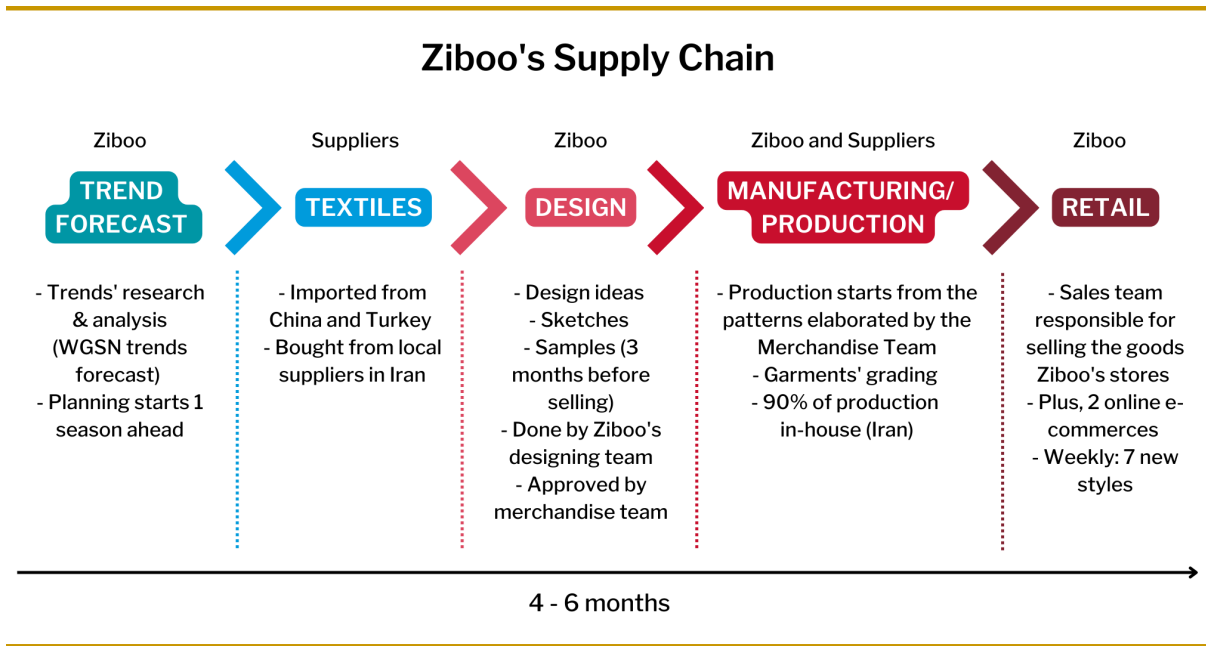 Ziboo's Supply Chain
Ziboo
TREND
FORECAST
- Trends' research
& analysis
(WGSN trends
forecast)
- Planning starts 1
season ahead
Suppliers
TEXTILES
- Imported from
China and Turkey
- Bought from local
suppliers in Iran
Ziboo
DESIGN
- Design ideas
- Sketches
- Samples (3
months before
selling)
- Done by Ziboo's
designing team
- Approved by
merchandise team
Ziboo and Suppliers
MANUFACTURING/
PRODUCTION
- Production starts from the
patterns elaborated by the
Merchandise Team
- Garments' grading
- 90% of production
in-house (Iran)
Ziboo
RETAIL
- Sales team
responsible for
selling the goods
Ziboo's stores
- Plus, 2 online e-
commerces
- Weekly: 7 new
styles
4 - 6 months